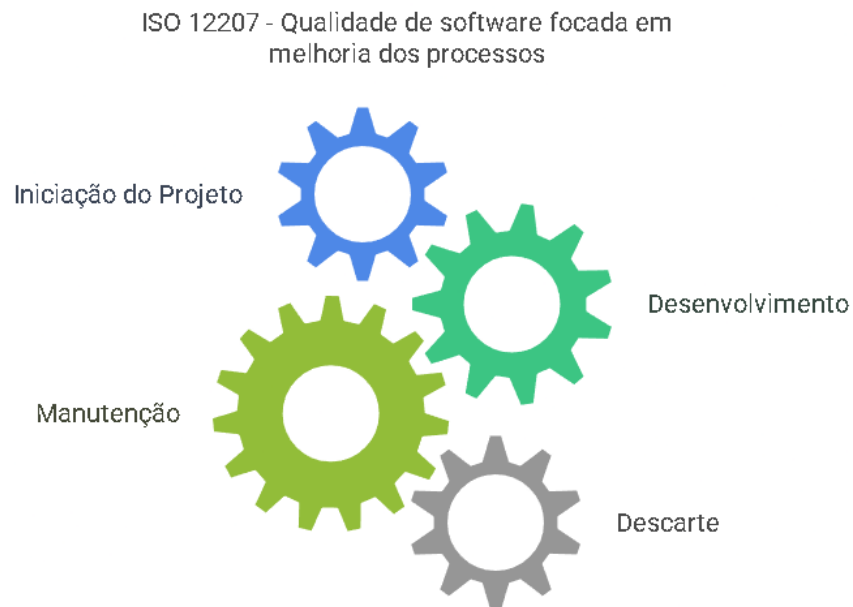 ISO 12207 - Qualidade de software focada em
melhoria dos processos
Iniciação do Projeto
Desenvolvimento
Manutenção
Descarte